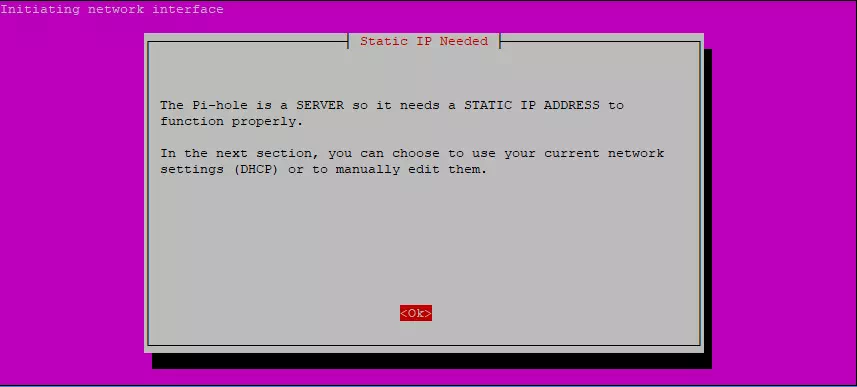 Initiating network interface
Static IP Needed
The Pi-hole is a SERVER so it needs a STATIC IP ADDRESS to
function properly.
In the next section, you can choose to use your current network
settings (DHCP) or to manually edit them.
<Ok>